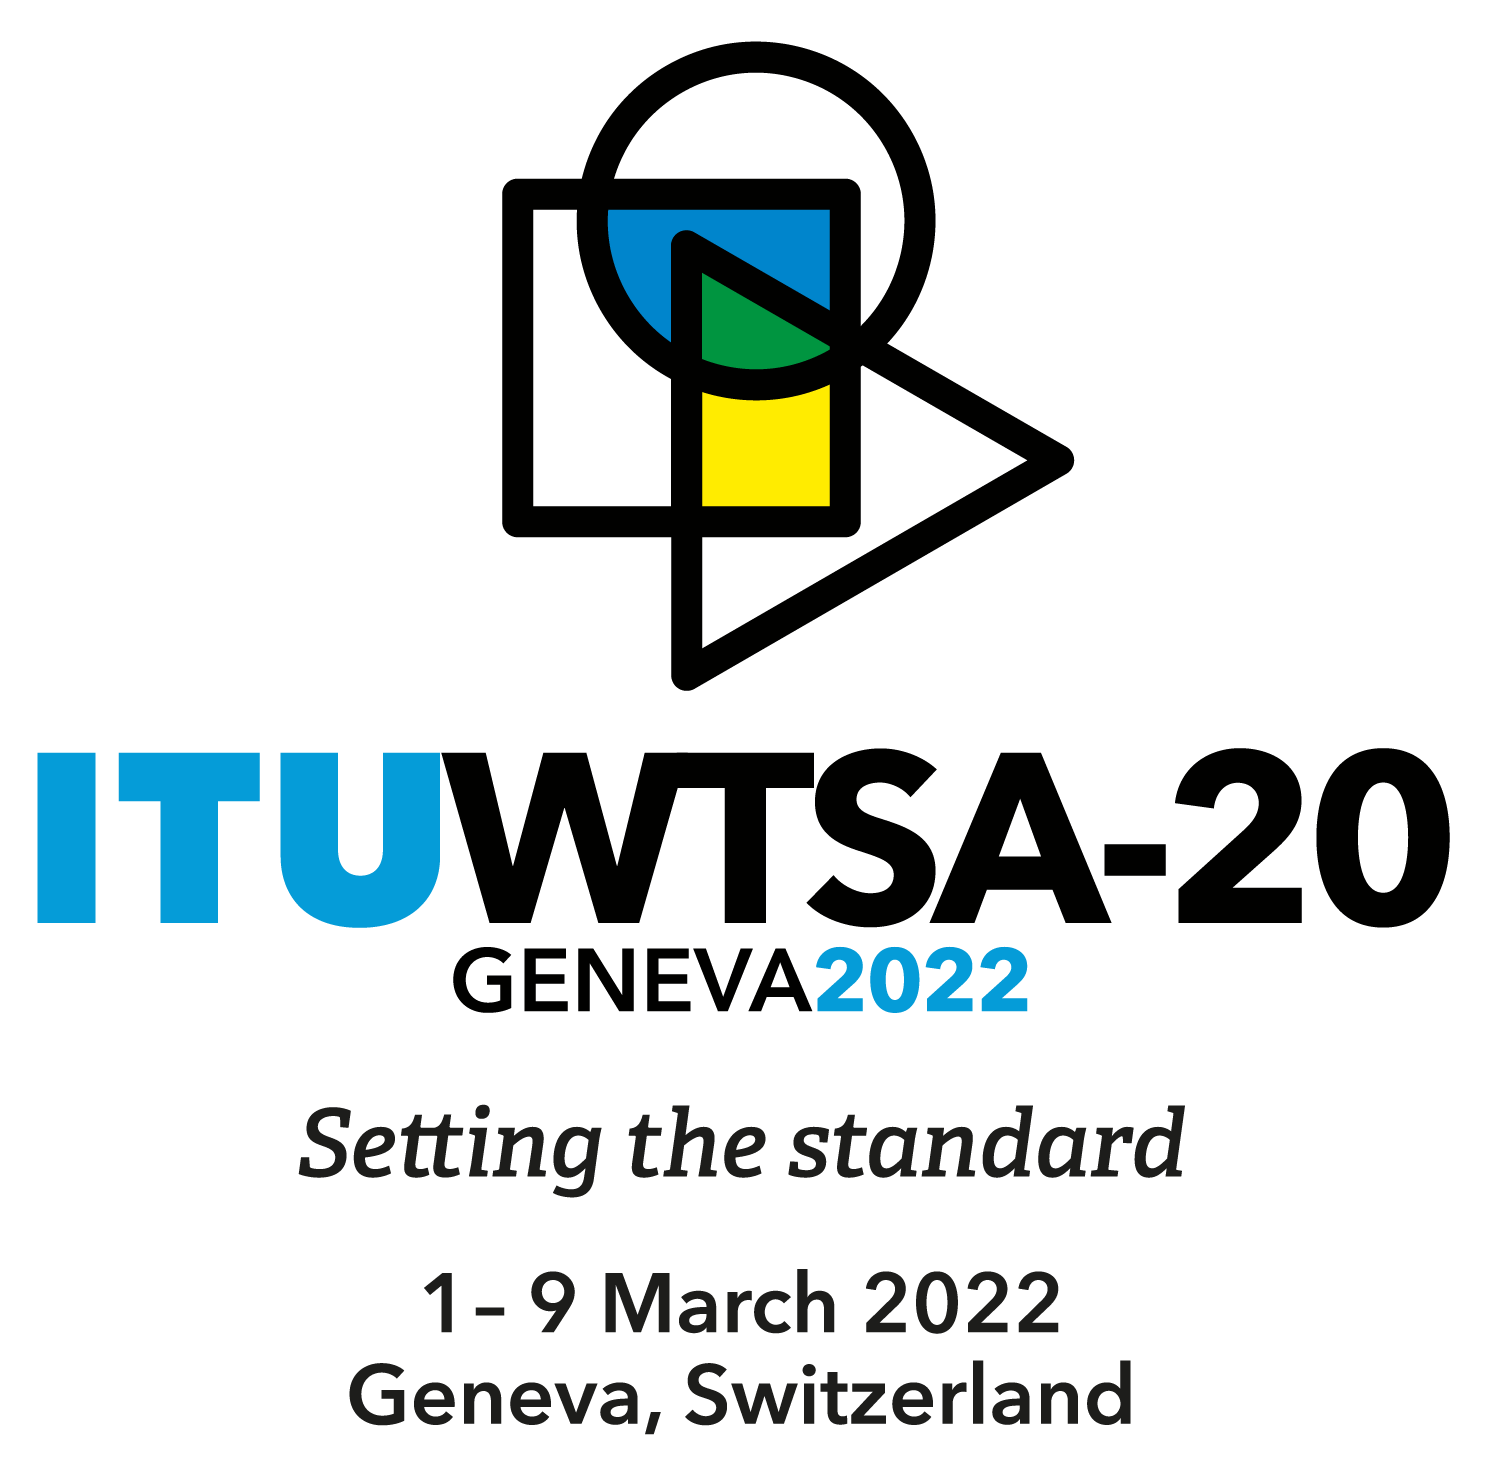 ITUWTSA-20
GENEVA2022
Setting the standard
1– 9 March 2022
Geneva, Switzerland